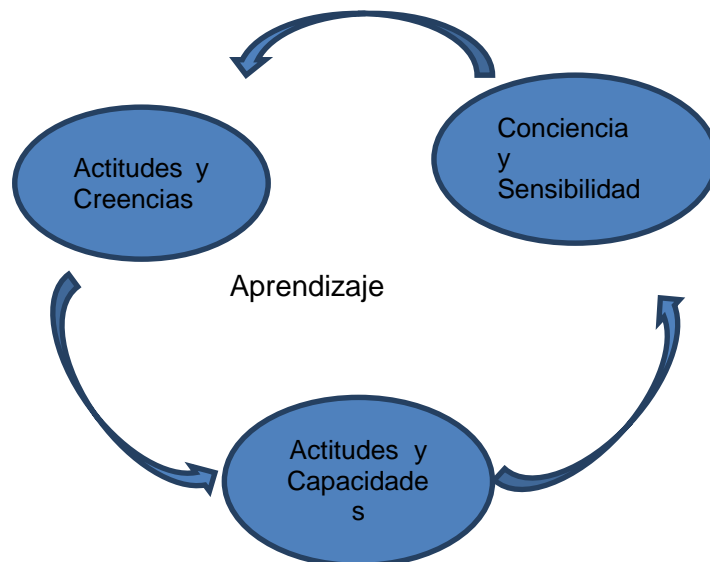 Conciencia
y
Sensibilidad
Actitudes y
Creencias
Aprendizaje
Actitudes y
Capacidade
s